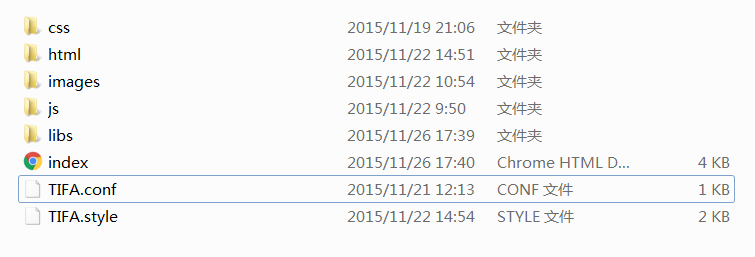 css 2015/11/19 21:06 文件夹
html 2015/11/22 14:51 文件夹
images 2015/11/22 10:54 文件夹
js 2015/11/22 9:50 文件夹
libs 2015/11/26 17:39 文件夹
index 2015/11/26 17:40 Chrome HTML D... 4 KB
TIFA.conf 2015/11/21 12:13 CONF 文件 1 KB
TIFA.style 2015/11/22 14:54 STYLE 文件 2 KB